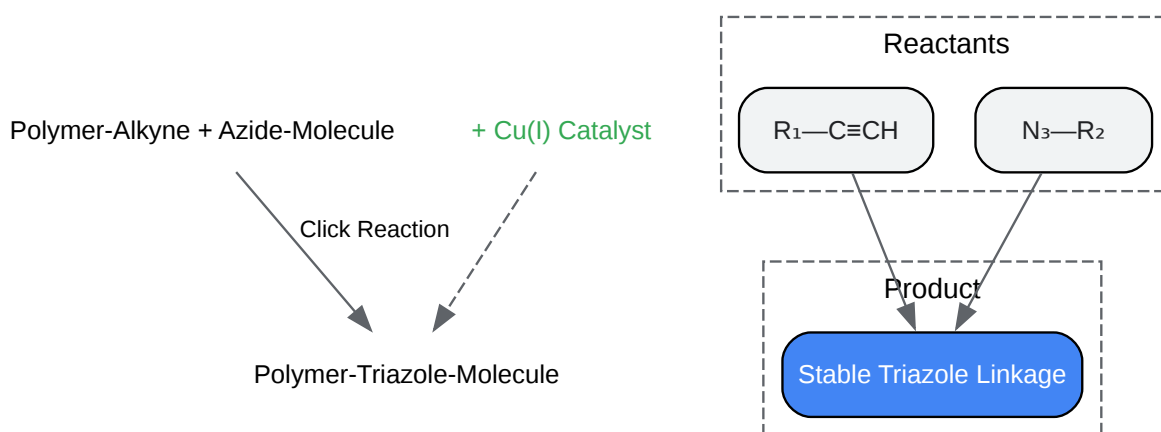 Polymer-Alkyne + Azide-Molecule
+ Cu(I) Catalyst
Click Reaction
Polymer-Triazole-Molecule
Reactants
R₁—C≡CH
N₃—R₂
Product
Stable Triazole Linkage